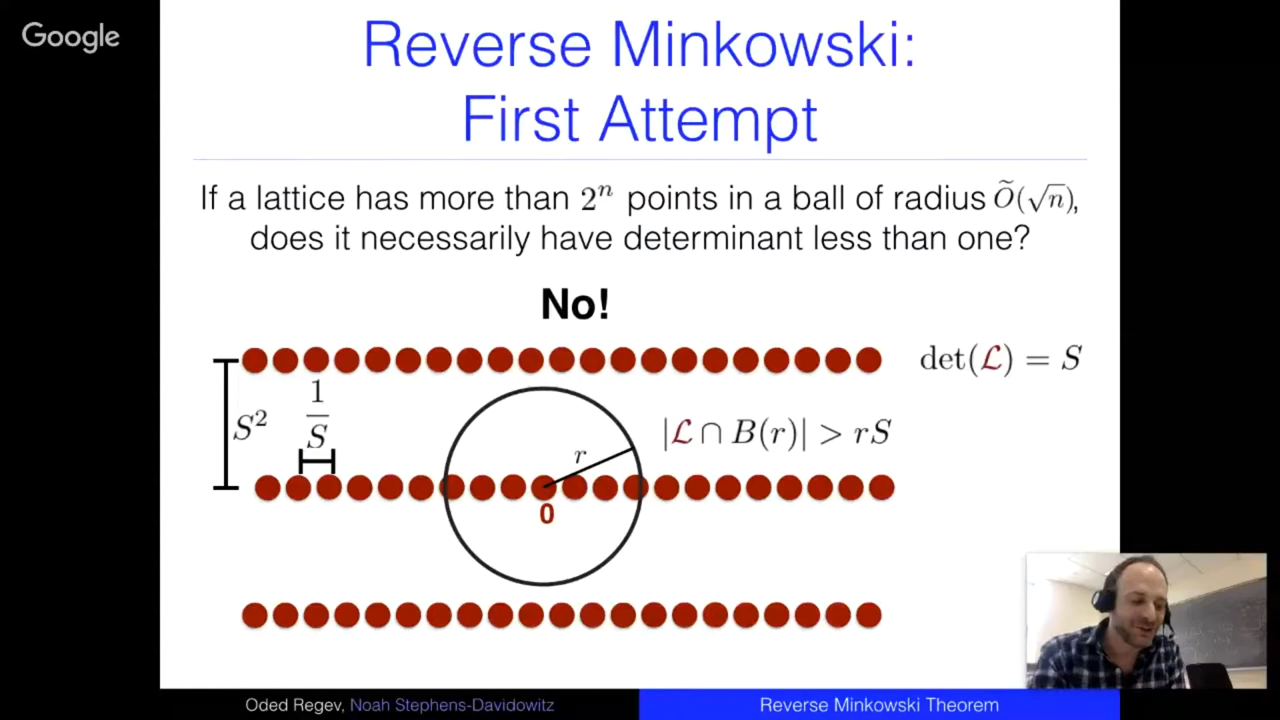 Google
Reverse Minkowski:
First Attempt
If a lattice has more than 2ⁿ points in a ball of radius Õ(√n),
does it necessarily have determinant less than one?
No!
det(ℒ) = S
S²
1/S
r
|ℒ ∩ B(r)| > rS
0
Oded Regev, Noah Stephens-Davidowitz
Reverse Minkowski Theorem